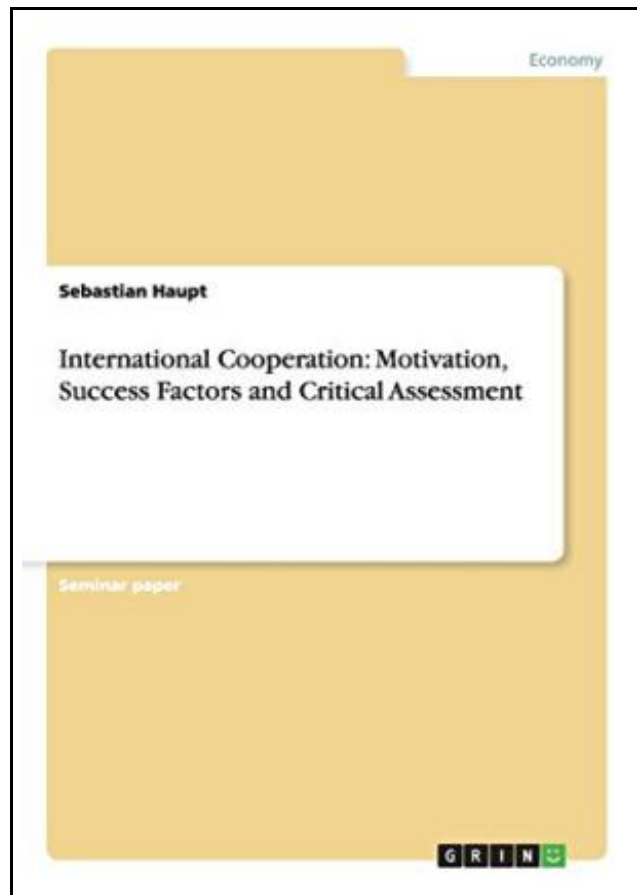 Economy
Sebastian Haupt
International Cooperation: Motivation,
Success Factors and Critical Assessment
Seminar paper
GRIN